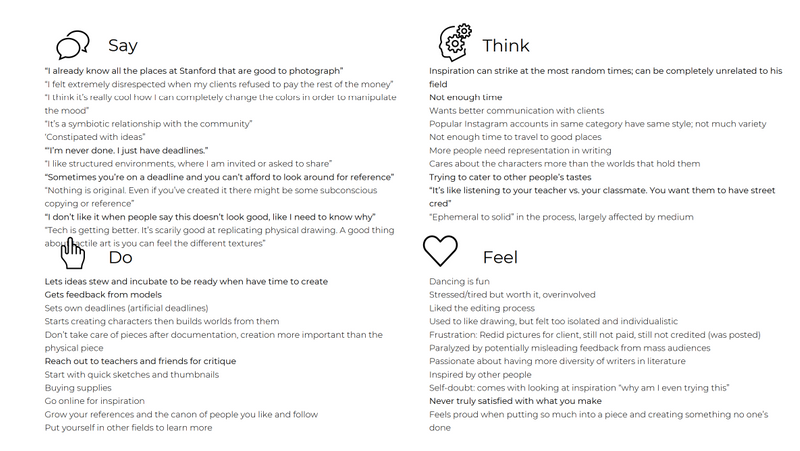 Say
"I already know all the places at Stanford that are good to photograph"
"I felt extremely disrespected when my clients refused to pay the rest of the money"
"I think it's really cool how I can completely change the colors in order to manipulate
the mood"
"It's a symbiotic relationship with the community"
'Constipated with ideas"
"'I'm never done. I just have deadlines."
"I like structured environments, where I am invited or asked to share"
"Sometimes you're on a deadline and you can't afford to look around for reference"
"Nothing is original. Even if you've created it there might be some subconscious
copying or reference"
"I don't like it when people say this doesn't look good, like I need to know why"
"Tech is getting better. It's scarily good at replicating physical drawing. A good thing
about tactile art is you can feel the different textures"
Think
Inspiration can strike at the most random times; can be completely unrelated to his
field
Not enough time
Wants better communication with clients
Popular Instagram accounts in same category have same style; not much variety
Not enough time to travel to good places
More people need representation in writing
Cares about the characters more than the worlds that hold them
Trying to cater to other people's tastes
"It's like listening to your teacher vs. your classmate. You want them to have street
cred"
"Ephemeral to solid" in the process, largely affected by medium
Do
Lets ideas stew and incubate to be ready when have time to create
Gets feedback from models
Sets own deadlines (artificial deadlines)
Starts creating characters then builds worlds from them
Don't take care of pieces after documentation, creation more important than the
physical piece
Reach out to teachers and friends for critique
Start with quick sketches and thumbnails
Buying supplies
Go online for inspiration
Grow your references and the canon of people you like and follow
Put yourself in other fields to learn more
Feel
Dancing is fun
Stressed/tired but worth it, overinvolved
Liked the editing process
Used to like drawing, but felt too isolated and individualistic
Frustration: Redid pictures for client, still not paid, still not credited (was posted)
Paralyzed by potentially misleading feedback from mass audiences
Passionate about having more diversity of writers in literature
Inspired by other people
Self-doubt: comes with looking at inspiration "why am I even trying this"
Never truly satisfied with what you make
Feels proud when putting so much into a piece and creating something no one's
done